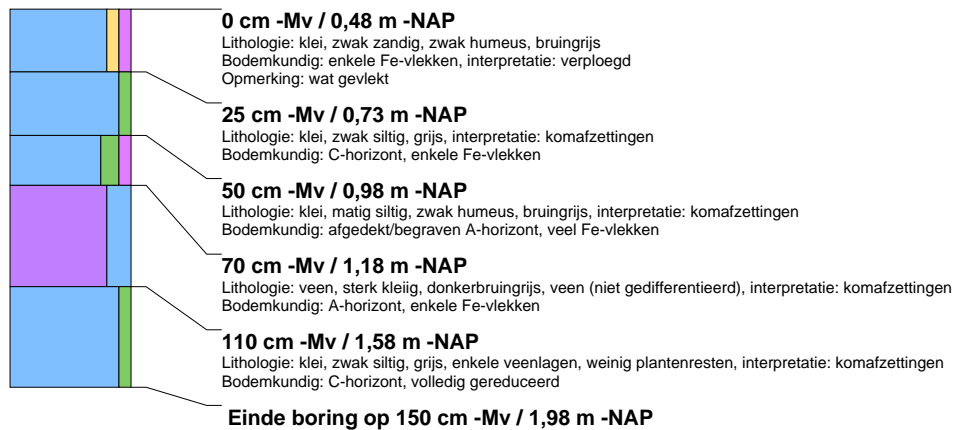 0 cm -Mv / 0,48 m -NAP
Lithologie: klei, zwak zandig, zwak humeus, bruingrijs
Bodemkundig: enkele Fe-vlekken, interpretatie: verploegd
Opmerking: wat gevlekt
25 cm -Mv / 0,73 m -NAP
Lithologie: klei, zwak siltig, grijs, interpretatie: komafzettingen
Bodemkundig: C-horizont, enkele Fe-vlekken
50 cm -Mv / 0,98 m -NAP
Lithologie: klei, matig siltig, zwak humeus, bruingrijs, interpretatie: komafzettingen
Bodemkundig: afgedekt/begraven A-horizont, veel Fe-vlekken
70 cm -Mv / 1,18 m -NAP
Lithologie: veen, sterk kleiig, donkerbruingrijs, veen (niet gedifferentieerd), interpretatie: komafzettingen
Bodemkundig: A-horizont, enkele Fe-vlekken
110 cm -Mv / 1,58 m -NAP
Lithologie: klei, zwak siltig, grijs, enkele veenlagen, weinig plantenresten, interpretatie: komafzettingen
Bodemkundig: C-horizont, volledig gereduceerd
Einde boring op 150 cm -Mv / 1,98 m -NAP